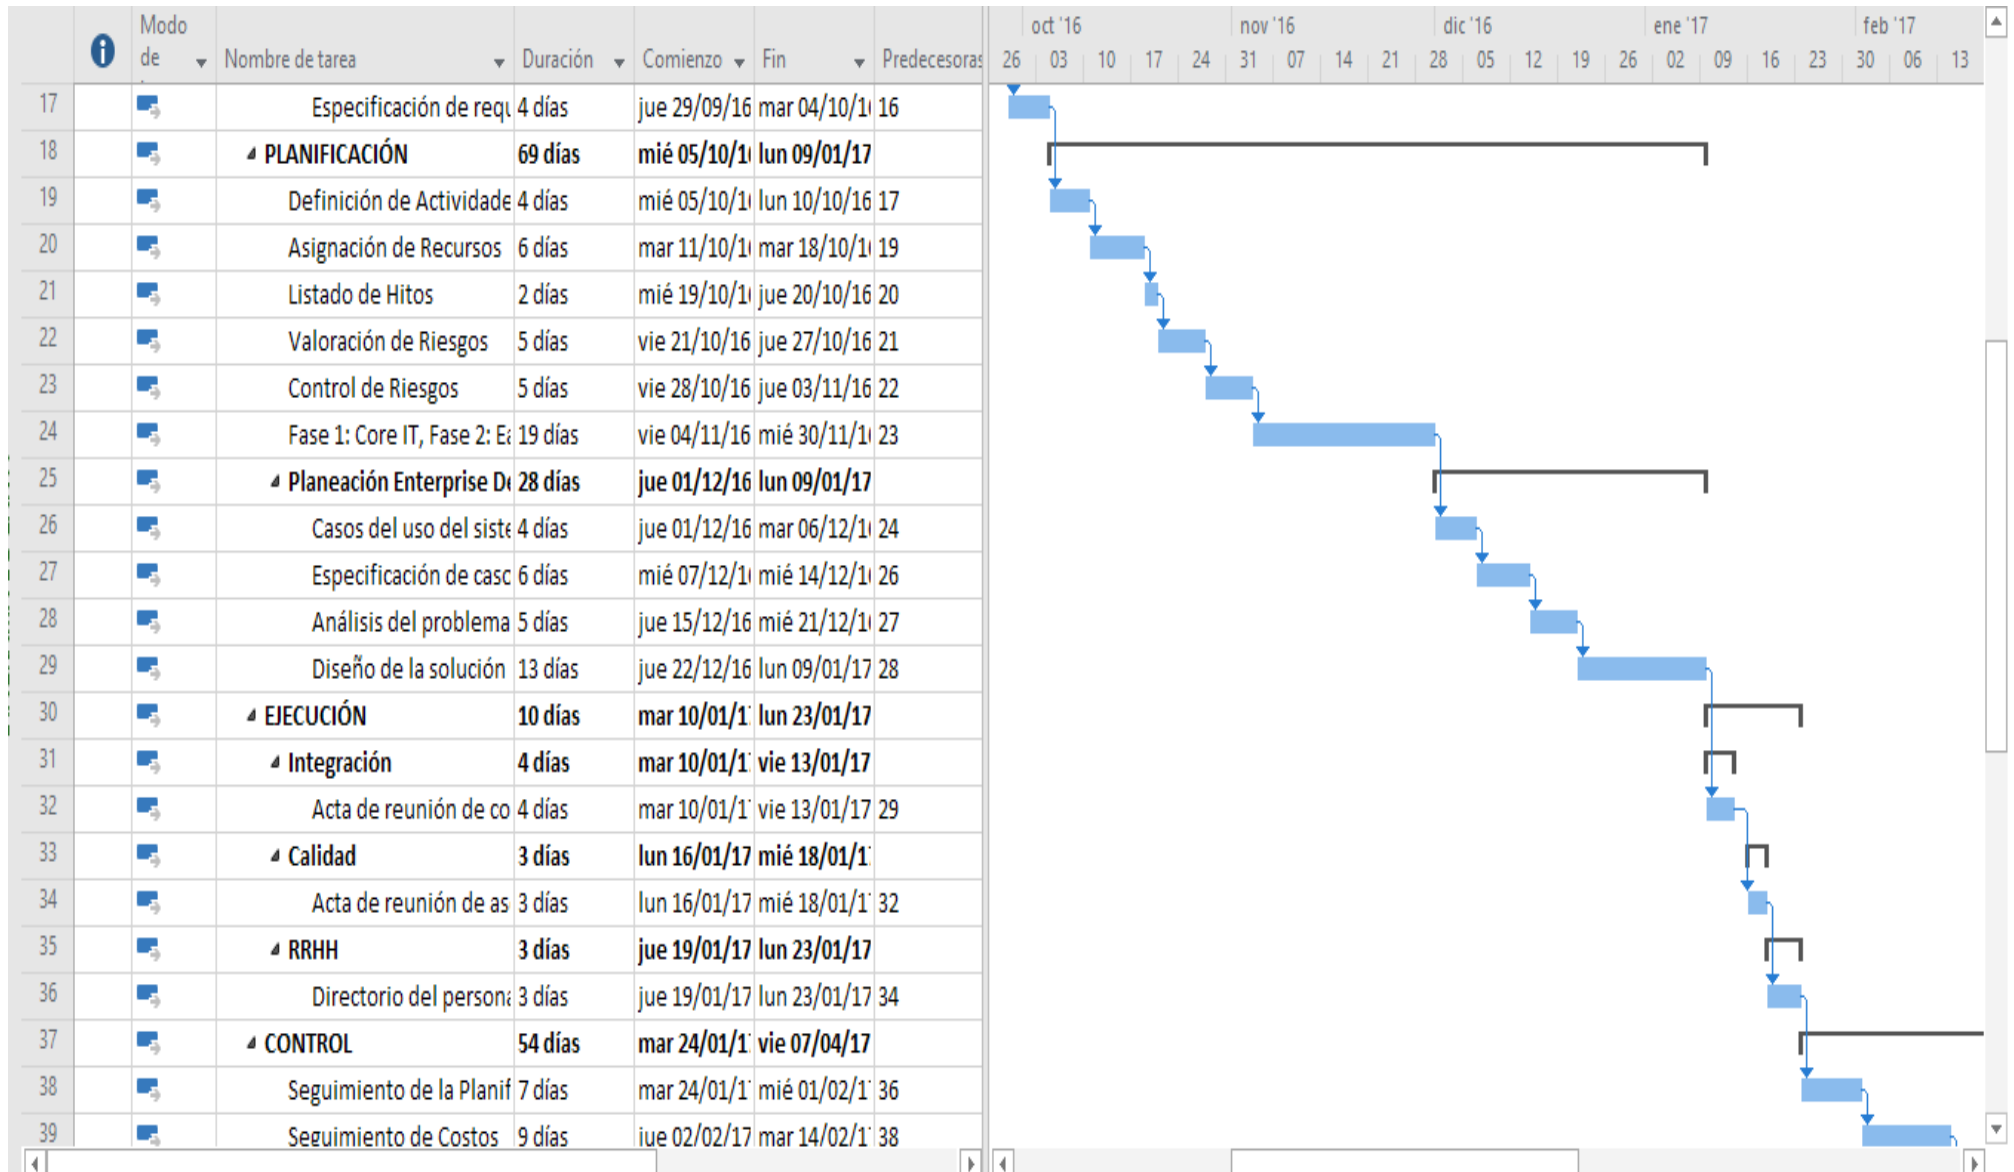 Modo de
Nombre de tarea Duración Comienzo Fin Predecesoras
oct '16 nov '16 dic '16 ene '17 feb '17
26 03 10 17 24 31 07 14 21 28 05 12 19 26 02 09 16 23 30 06 13
17 Especificación de requ 4 días jue 29/09/16 mar 04/10/1 16
18 PLANIFICACIÓN 69 días mié 05/10/1 lun 09/01/17
19 Definición de Actividade 4 días mié 05/10/1 lun 10/10/16 17
20 Asignación de Recursos 6 días mar 11/10/1 mar 18/10/1 19
21 Listado de Hitos 2 días mié 19/10/1 jue 20/10/16 20
22 Valoración de Riesgos 5 días vie 21/10/16 jue 27/10/16 21
23 Control de Riesgos 5 días vie 28/10/16 jue 03/11/16 22
24 Fase 1: Core IT, Fase 2: Ea 19 días vie 04/11/16 mié 30/11/1 23
25 Planeación Enterprise De 28 días jue 01/12/16 lun 09/01/17
26 Casos del uso del siste 4 días jue 01/12/16 mar 06/12/1 24
27 Especificación de caso 6 días mié 07/12/1 mié 14/12/1 26
28 Análisis del problema 5 días jue 15/12/16 mié 21/12/1 27
29 Diseño de la solución 13 días jue 22/12/16 lun 09/01/17 28
30 EJECUCIÓN 10 días mar 10/01/1 lun 23/01/17
31 Integración 4 días mar 10/01/1 vie 13/01/17
32 Acta de reunión de co 4 días mar 10/01/1 vie 13/01/17 29
33 Calidad 3 días lun 16/01/17 mié 18/01/1
34 Acta de reunión de as 3 días lun 16/01/17 mié 18/01/1 32
35 RRHH 3 días jue 19/01/17 lun 23/01/17
36 Directorio del persona 3 días jue 19/01/17 lun 23/01/17 34
37 CONTROL 54 días mar 24/01/1 vie 07/04/17
38 Seguimiento de la Planif 7 días mar 24/01/1 mié 01/02/1 36
39 Seguimiento de Costos 9 días jue 02/02/17 mar 14/02/1 38